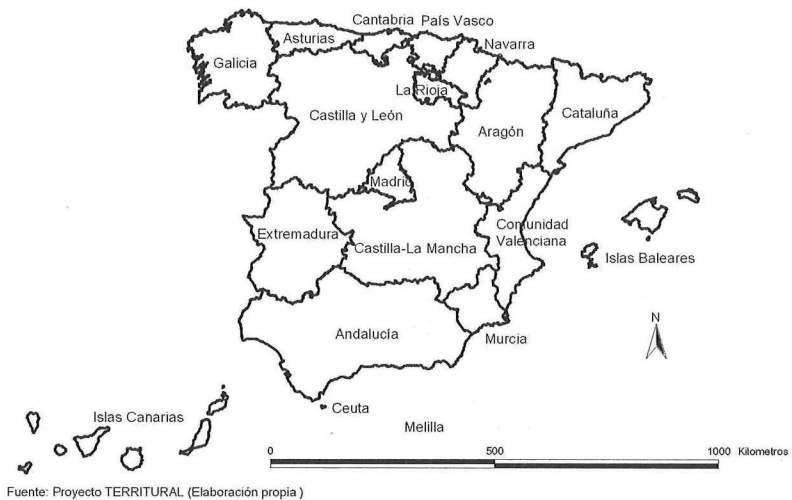 Cantabria País Vasco
Asturias
Navarra
Galicia
La Rioja
Castilla y León
Cataluña
Aragón
Madrid
Comunidad
Valenciana
Extremadura
Castilla-La Mancha
Islas Baleares
N
Andalucía
Murcia
Islas Canarias
Ceuta
Melilla
0 500 1000 Kilometros
Fuente: Proyecto TERRITURAL (Elaboración propia )